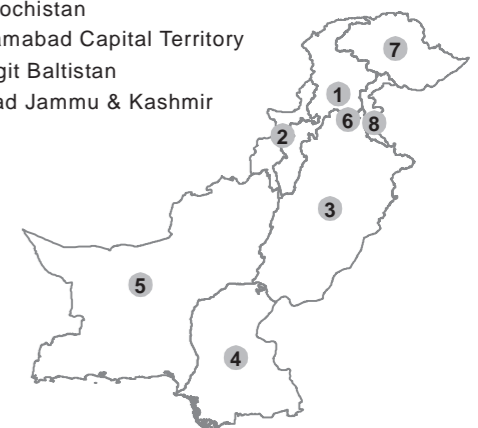 ochistan
amabad Capital Territory
git Baltistan
ad Jammu & Kashmir
7
1
6
8
2
3
5
4